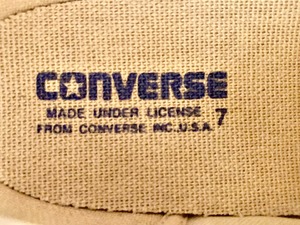 CONVERSE
MADE UNDER LICENSE 7
FROM CONVERSE INC., U.S.A.